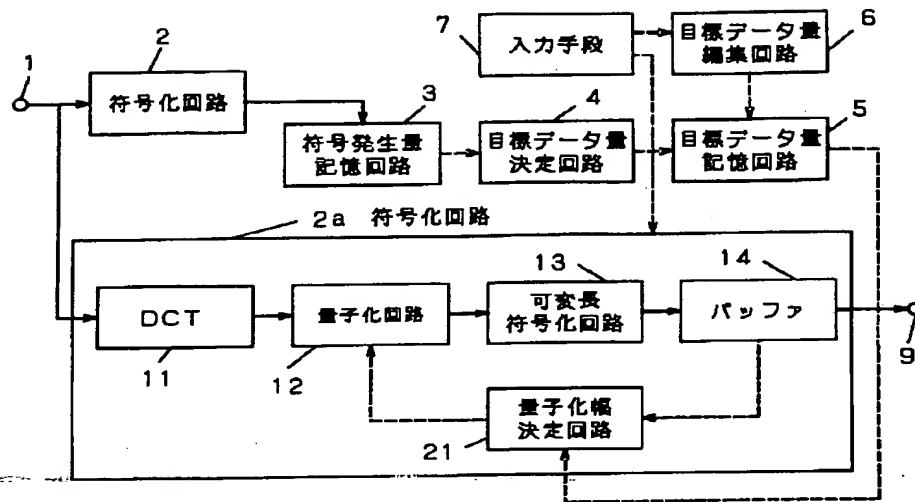 1
2
符号化回路
3
符号発生量
記憶回路
4
目標データ量
決定回路
7
入力手段
6
目標データ量
編集回路
5
目標データ量
記憶回路
2a 符号化回路
DCT
11
量子化回路
12
13
可変長
符号化回路
14
バッファ
9
量子化幅
決定回路
21